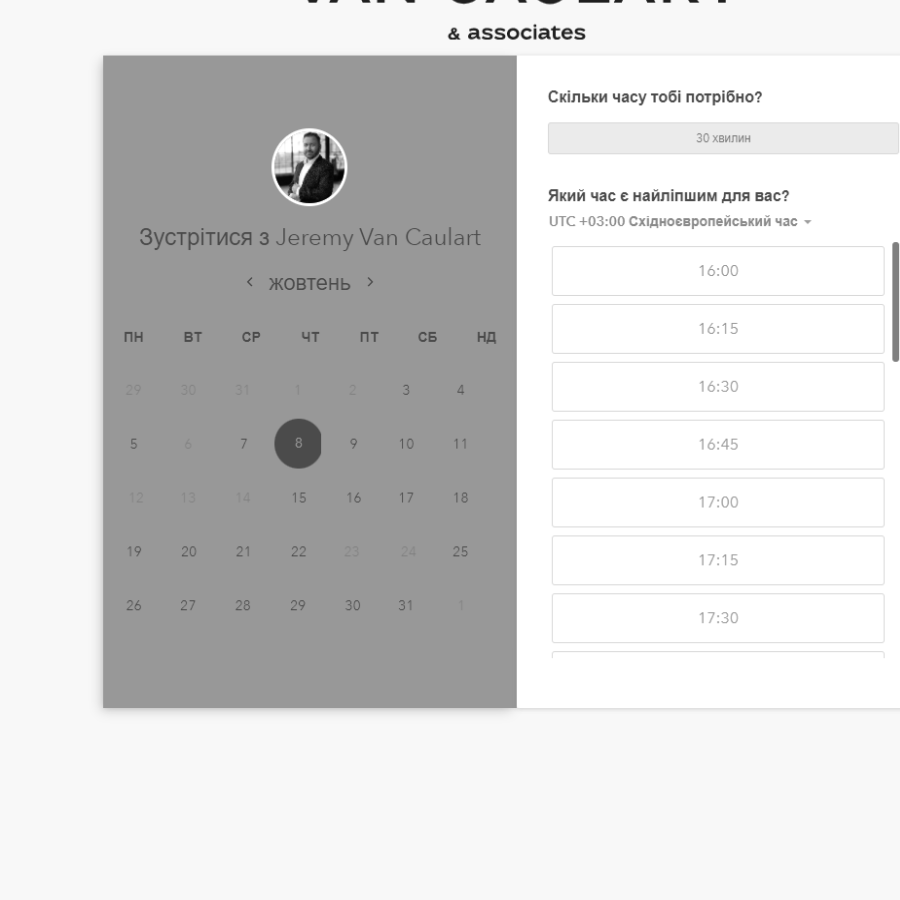 VAN CAULART
& associates
Зустрітися з Jeremy Van Caulart
жовтень
ПН ВТ СР ЧТ ПТ СБ НД
29 30 31 1 2 3 4
5 6 7 8 9 10 11
12 13 14 15 16 17 18
19 20 21 22 23 24 25
26 27 28 29 30 31 1
Скільки часу тобі потрібно?
30 хвилин
Який час є найліпшим для вас?
UTC +03:00 Східноєвропейський час
16:00
16:15
16:30
16:45
17:00
17:15
17:30